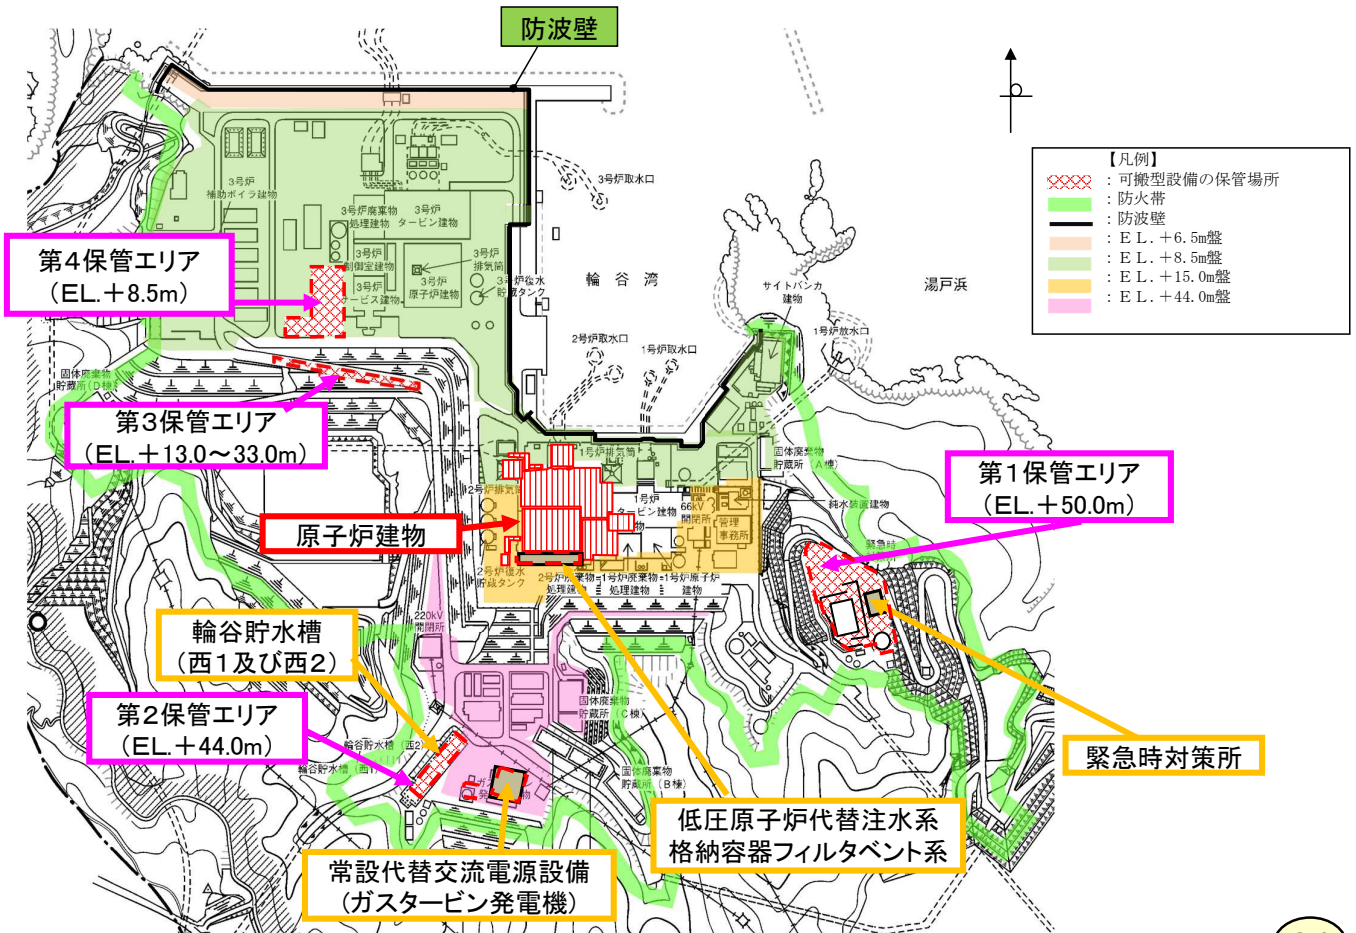 防波壁
【凡例】
：可搬型設備の保管場所
：防火帯
：防波壁
：ＥＬ.＋6.5m盤
：ＥＬ.＋8.5m盤
：ＥＬ.＋15.0m盤
：ＥＬ.＋44.0m盤
3号炉
補助ボイラ建物
3号炉取水口
3号炉廃棄物
処理建物
3号炉
タービン建物
3号炉
制御室建物
3号炉
排気筒
3号炉
サービス建物
3号炉
原子炉建物
3号炉復水
貯蔵タンク
輪谷湾
サイトバンカ
建物
湯戸浜
第４保管エリア
（EL.＋8.5m）
2号炉取水口
1号炉取水口
1号炉放水口
固体廃棄物
貯蔵所（D棟）
第３保管エリア
（EL.＋13.0～33.0m）
1号炉排気筒
固体廃棄物
貯蔵所（A棟）
第１保管エリア
（EL.＋50.0m）
2号炉排気筒
1号炉
タービン建物
66kV
開閉所
管理
事務所
純水装置建物
原子炉建物
緊急時
2号炉復水
貯蔵タンク
2号炉廃棄物
処理建物
1号炉廃棄物
処理建物
1号炉原子炉
建物
220kV
開閉所
輪谷貯水槽
（西１及び西２）
固体廃棄物
貯蔵所（C棟）
第２保管エリア
（EL.＋44.0m）
輪谷貯水槽（西2）
輪谷貯水槽（西1）
緊急時対策所
固体廃棄物
貯蔵所（B棟）
低圧原子炉代替注水系
格納容器フィルタベント系
常設代替交流電源設備
（ガスタービン発電機）